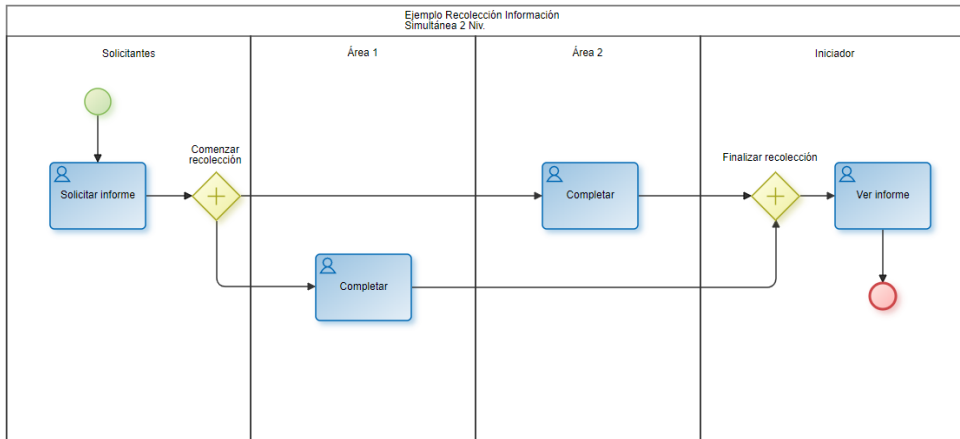 Ejemplo Recolección Información
Simultánea 2 Niv.
Solicitantes
Área 1
Área 2
Iniciador
Comenzar
recolección
Finalizar recolección
Solicitar informe
Completar
Ver informe
Completar